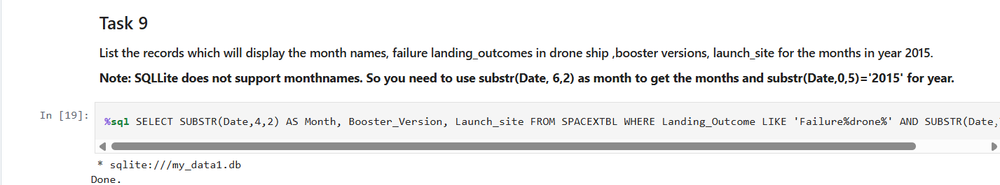 Task 9
List the records which will display the month names, failure landing_outcomes in drone ship ,booster versions, launch_site for the months in year 2015.
Note: SQLLite does not support monthnames. So you need to use substr(Date, 6,2) as month to get the months and substr(Date,0,5)='2015' for year.
In [19]: %sql SELECT SUBSTR(Date,4,2) AS Month, Booster_Version, Launch_site FROM SPACEXTBL WHERE Landing_Outcome LIKE 'Failure%drone%' AND SUBSTR(Date,
* sqlite:///my_data1.db
Done.